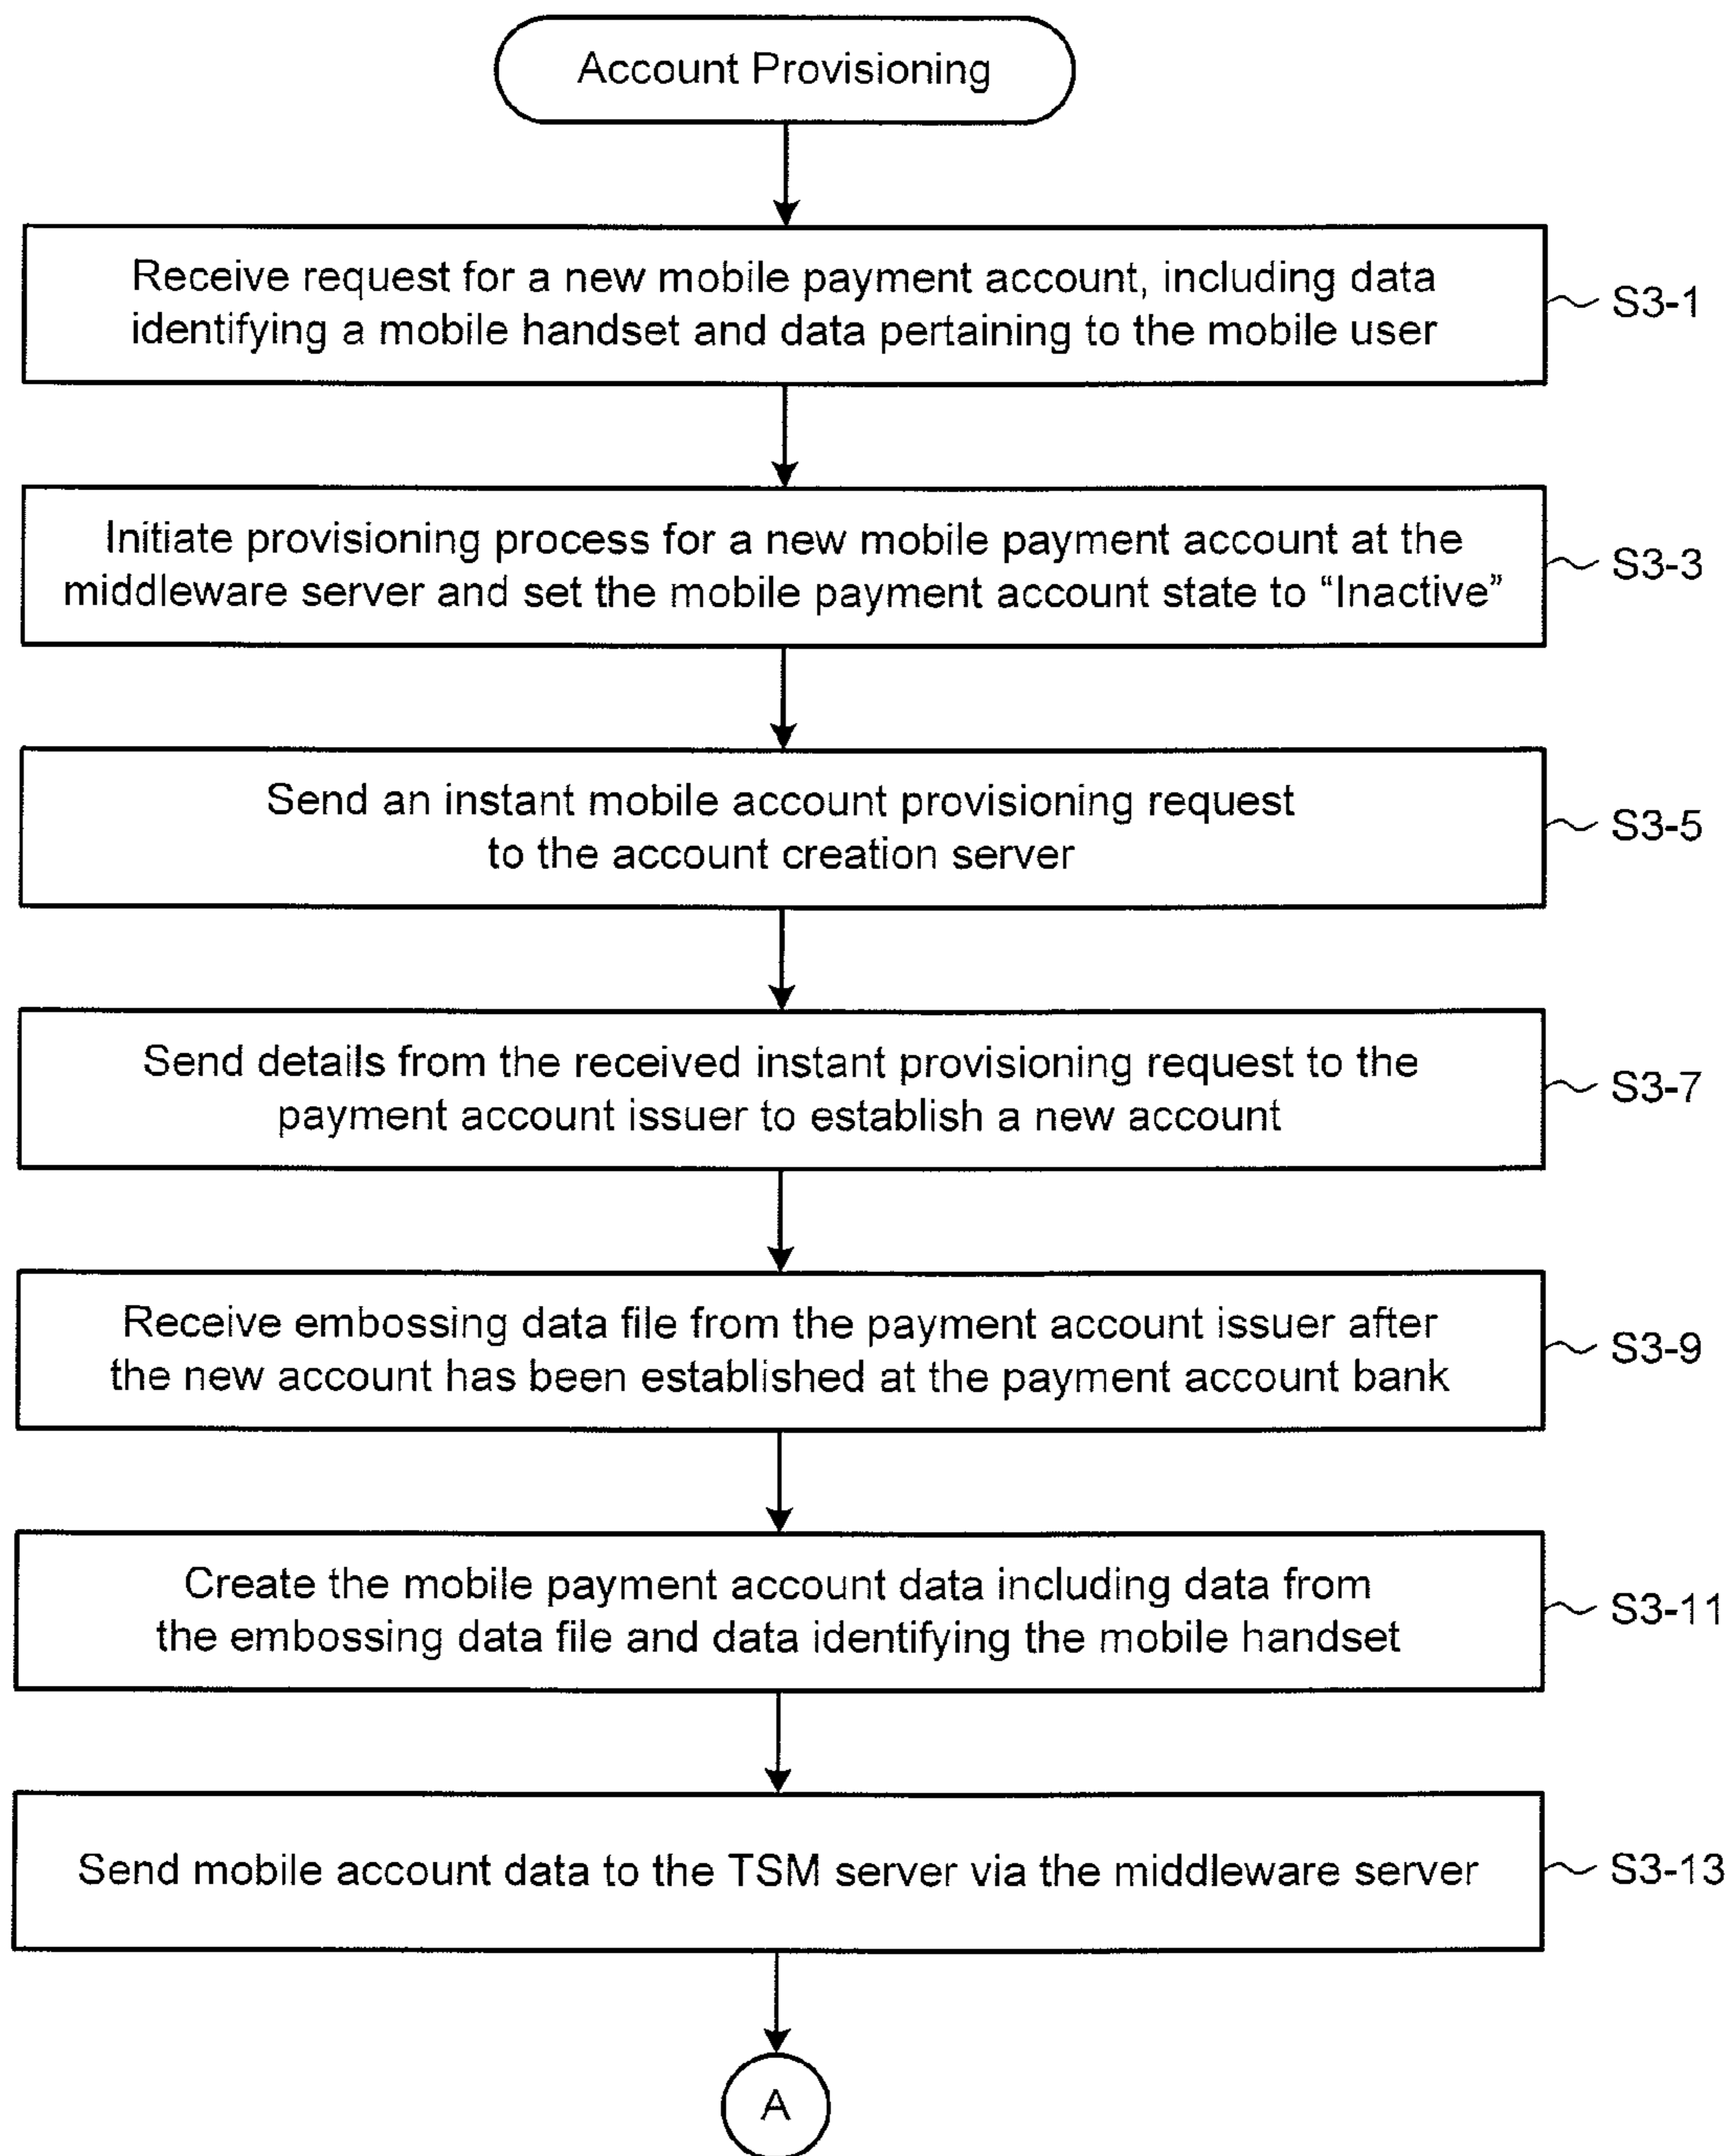 Account Provisioning
Receive request for a new mobile payment account, including data
identifying a mobile handset and data pertaining to the mobile user
S3-1
Initiate provisioning process for a new mobile payment account at the
middleware server and set the mobile payment account state to “Inactive”
S3-3
Send an instant mobile account provisioning request
to the account creation server
S3-5
Send details from the received instant provisioning request to the
payment account issuer to establish a new account
S3-7
Receive embossing data file from the payment account issuer after
the new account has been established at the payment account bank
S3-9
Create the mobile payment account data including data from
the embossing data file and data identifying the mobile handset
S3-11
Send mobile account data to the TSM server via the middleware server
S3-13
A